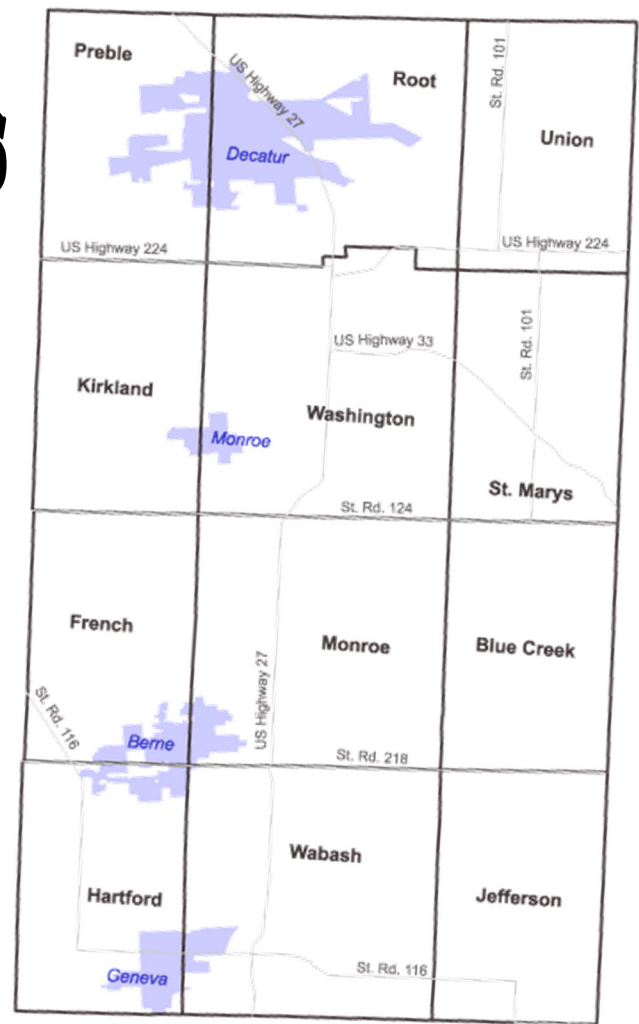 Preble
Root
Union
US Highway 27
St. Rd. 101
Decatur
US Highway 224
US Highway 224
US Highway 33
St. Rd. 101
Kirkland
Washington
Monroe
St. Marys
St. Rd. 124
French
Monroe
Blue Creek
US Highway 27
St. Rd. 116
Berne
St. Rd. 218
Wabash
Hartford
Jefferson
St. Rd. 116
Geneva